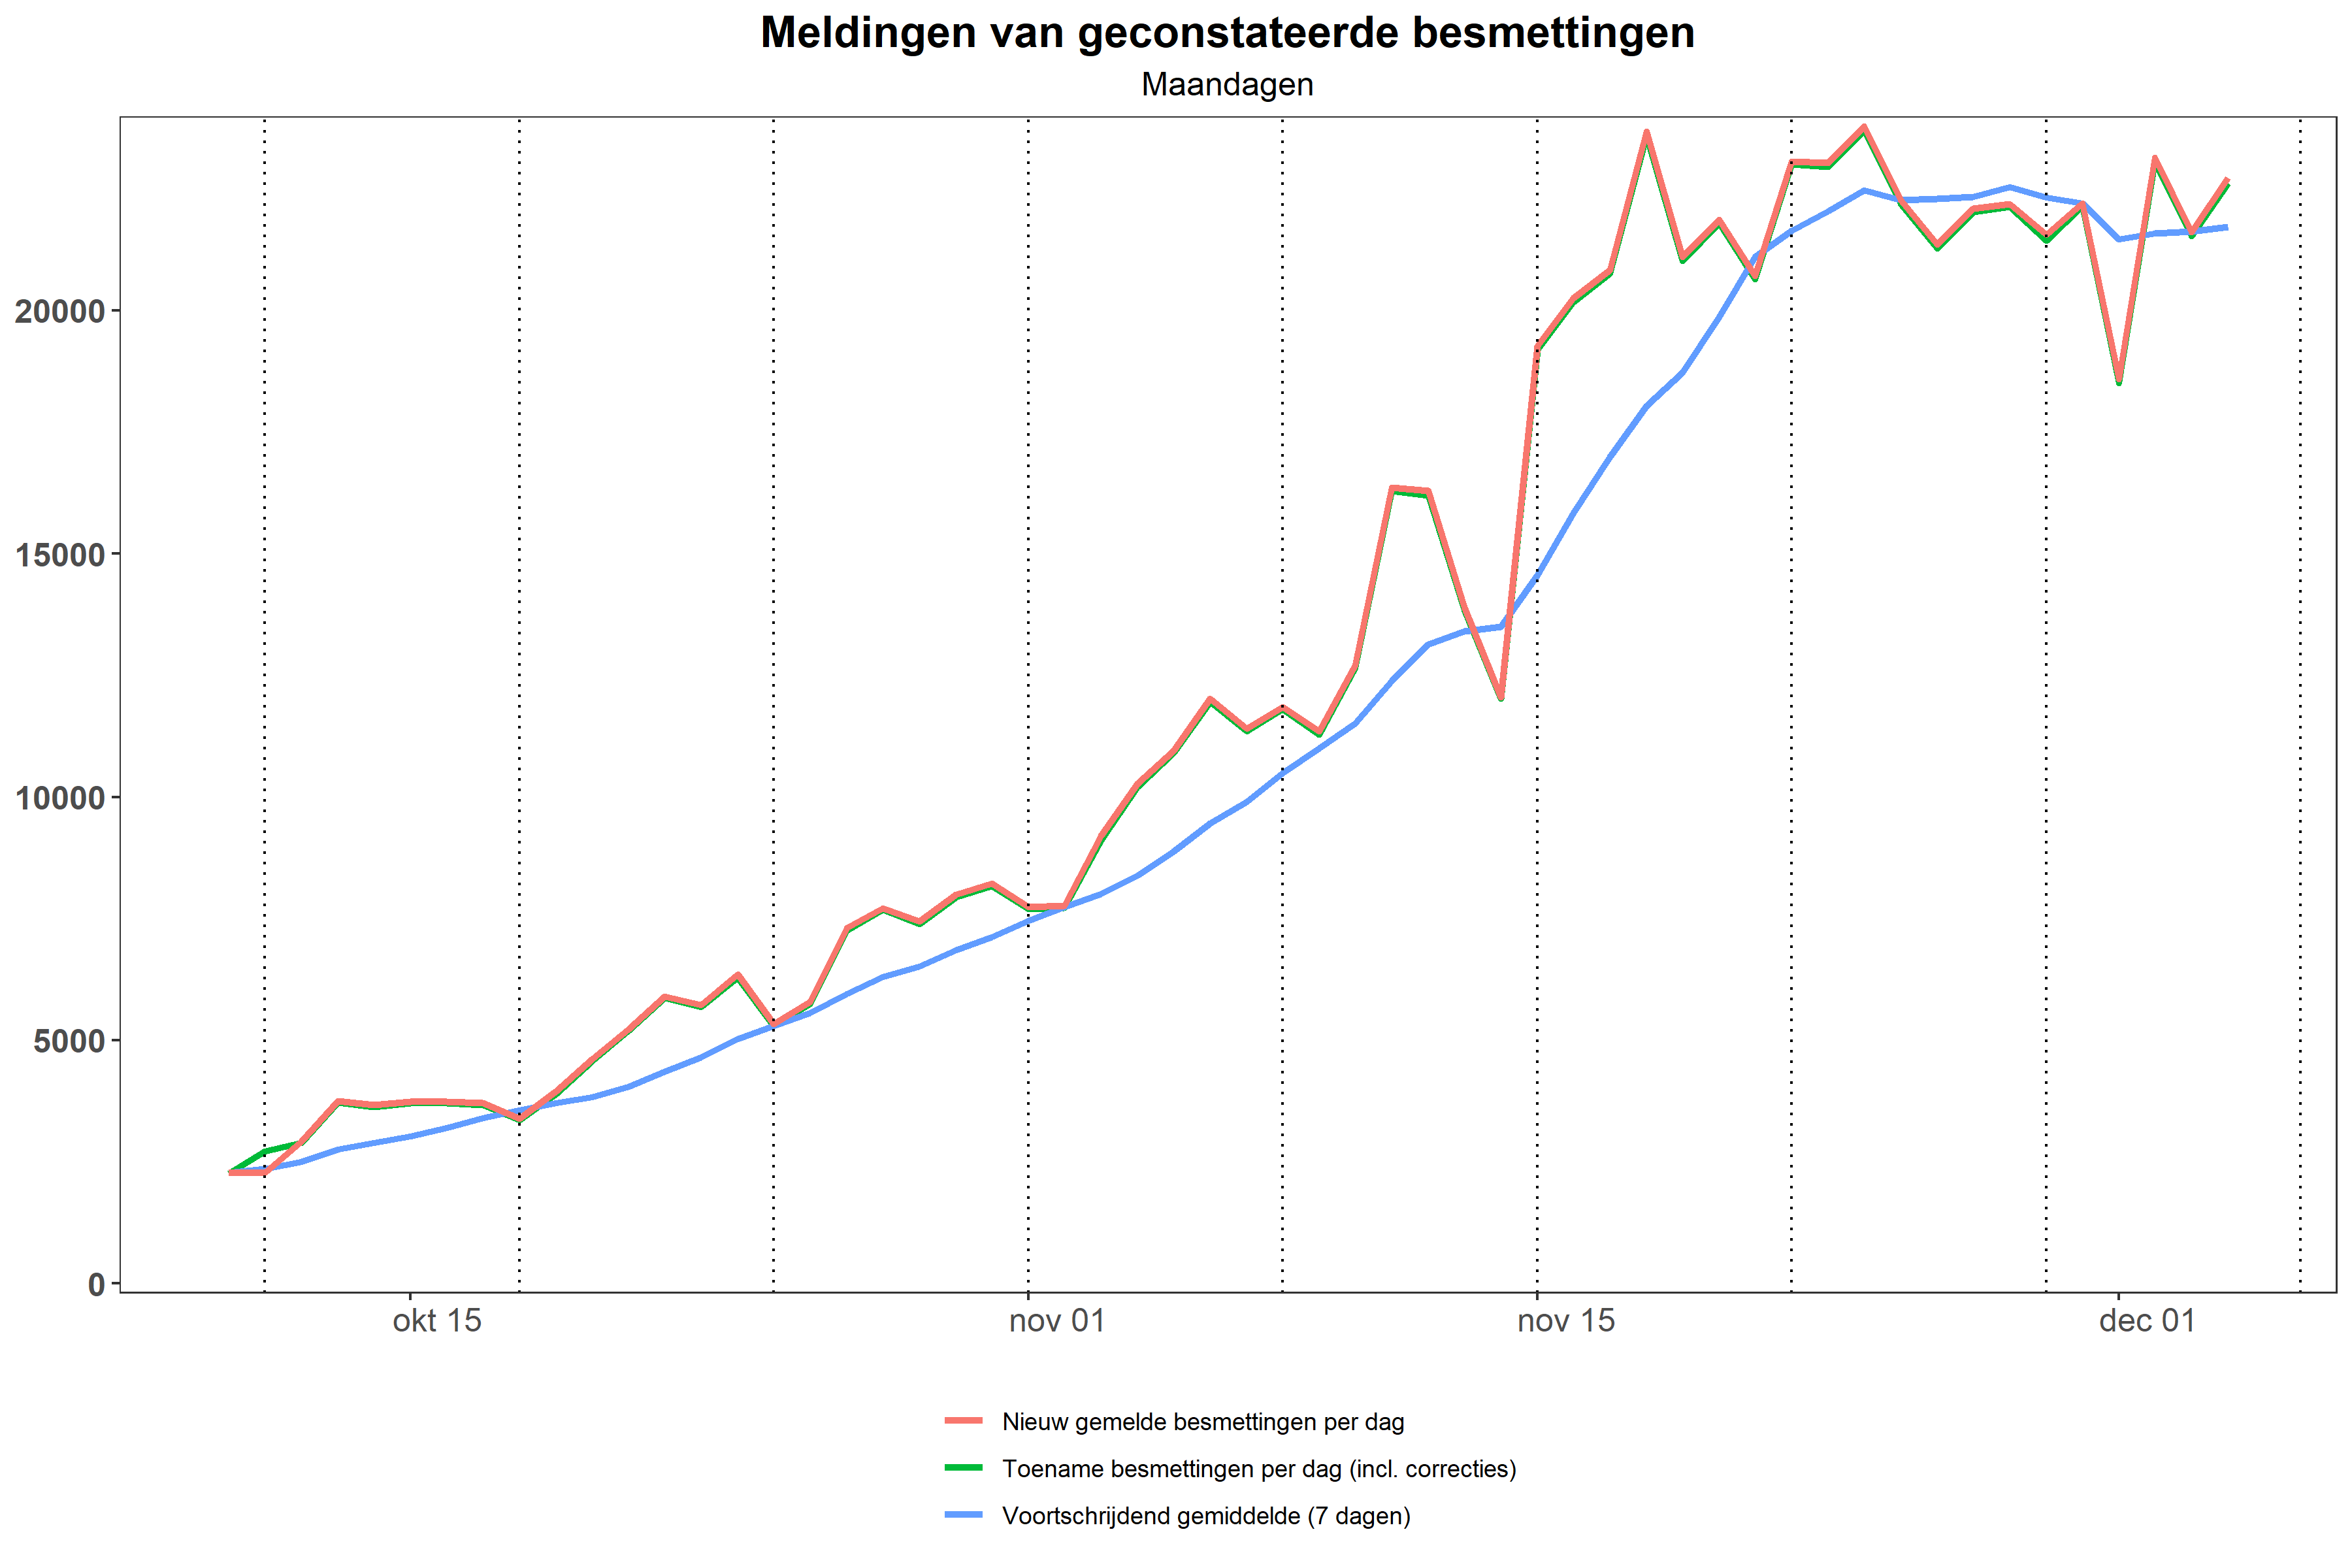 Meldingen van geconstateerde besmettingen
Maandagen
20000
15000
10000
5000
0
okt 15
nov 01
nov 15
dec 01
Nieuw gemelde besmettingen per dag
Toename besmettingen per dag (incl. correcties)
Voortschrijdend gemiddelde (7 dagen)